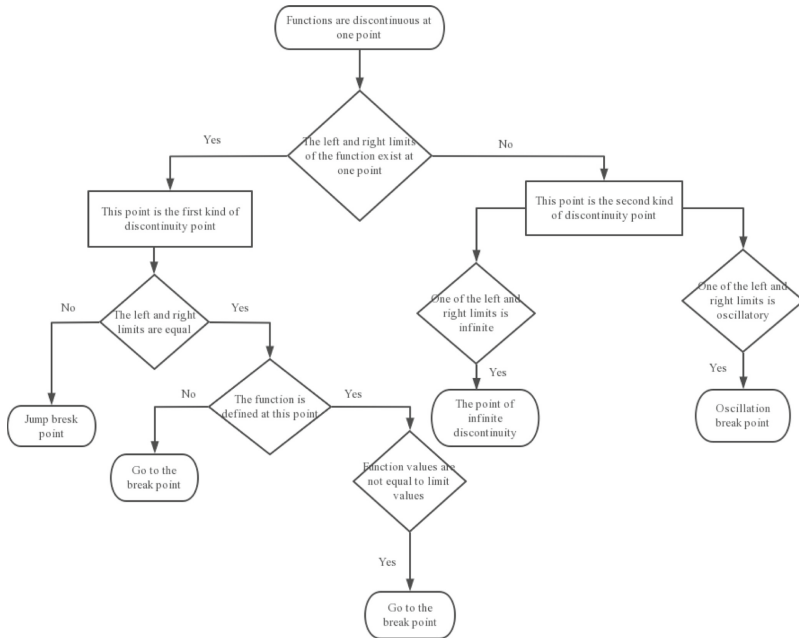 Functions are discontinuous at
one point
Yes
The left and right limits
of the function exist at
one point
No
This point is the first kind of
discontinuity point
This point is the second kind
of discontinuity point
No
The left and right
limits are equal
Yes
One of the left and
right limits is
infinite
One of the left and
right limits is
oscillatory
Yes
Yes
No
The function is
defined at this point
Yes
Jump break
point
The point of
infinite
discontinuity
Oscillation
break point
Go to the
break point
Function values are
not equal to limit
values
Yes
Go to the
break point